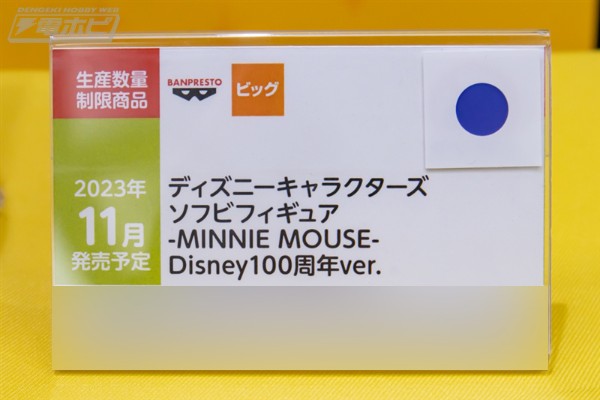 DENGEKI HOBBY WEB
電ホビ
生産数量
制限商品
BANPRESTO
ビッグ
2023年
11月
発売予定
ディズニーキャラクターズ
ソフビフィギュア
-MINNIE MOUSE-
Disney100周年ver.